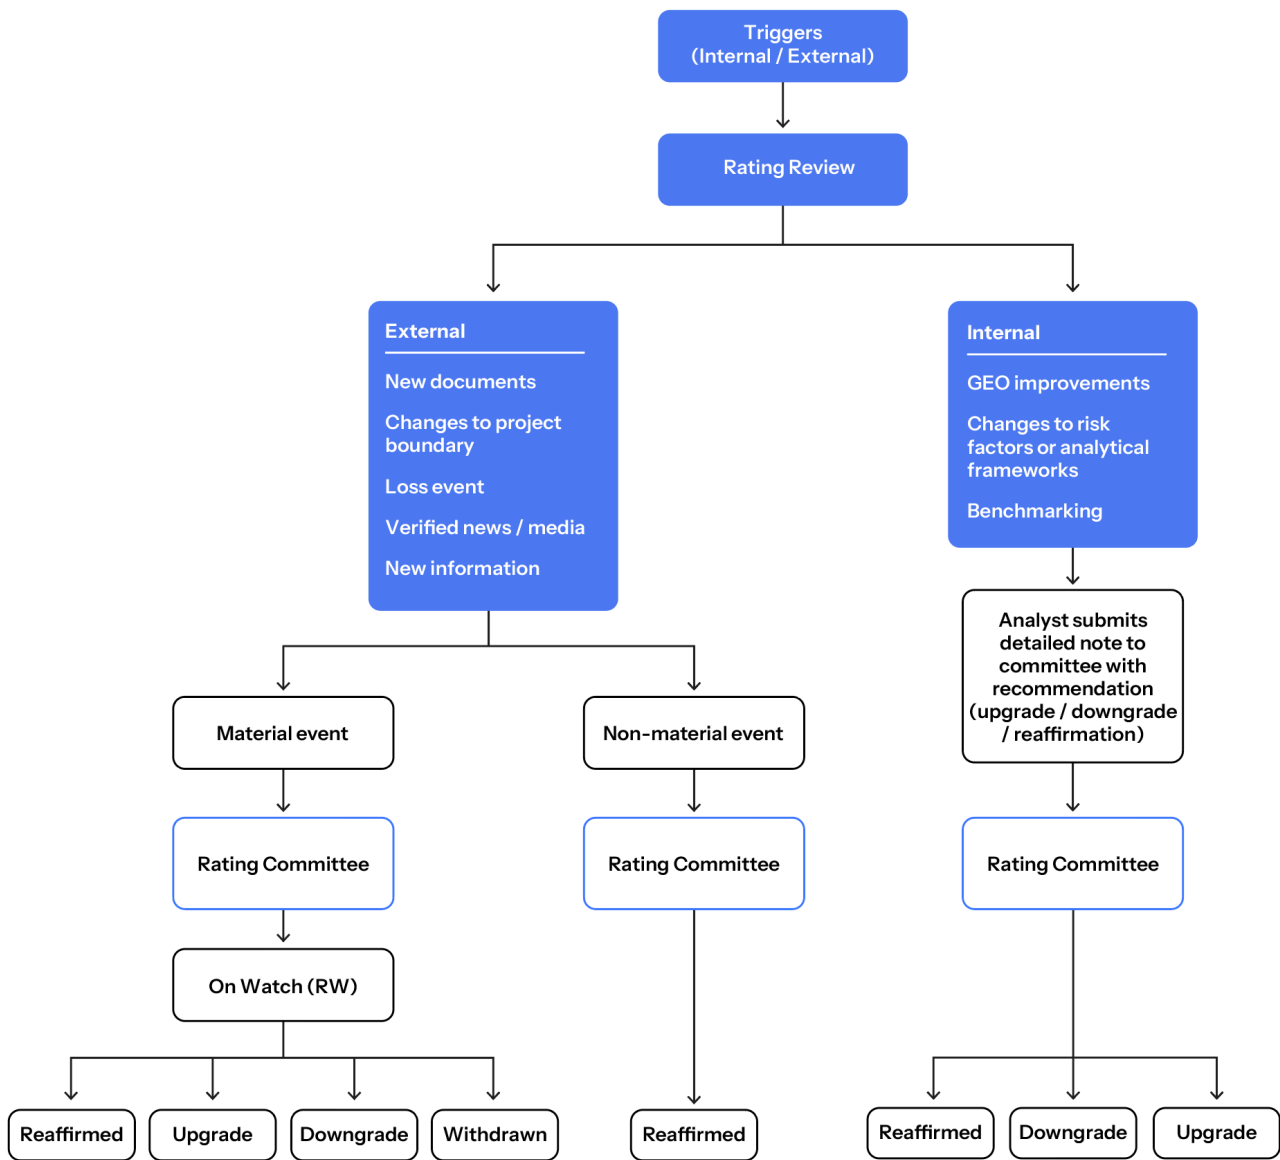 Triggers
(Internal / External)
Rating Review
External
New documents
Changes to project
boundary
Loss event
Verified news / media
New information
Internal
GEO improvements
Changes to risk
factors or analytical
frameworks
Benchmarking
Analyst submits
detailed note to
committee with
recommendation
(upgrade / downgrade
/ reaffirmation)
Material event
Non-material event
Rating Committee
Rating Committee
Rating Committee
On Watch (RW)
Reaffirmed
Upgrade
Downgrade
Withdrawn
Reaffirmed
Reaffirmed
Downgrade
Upgrade